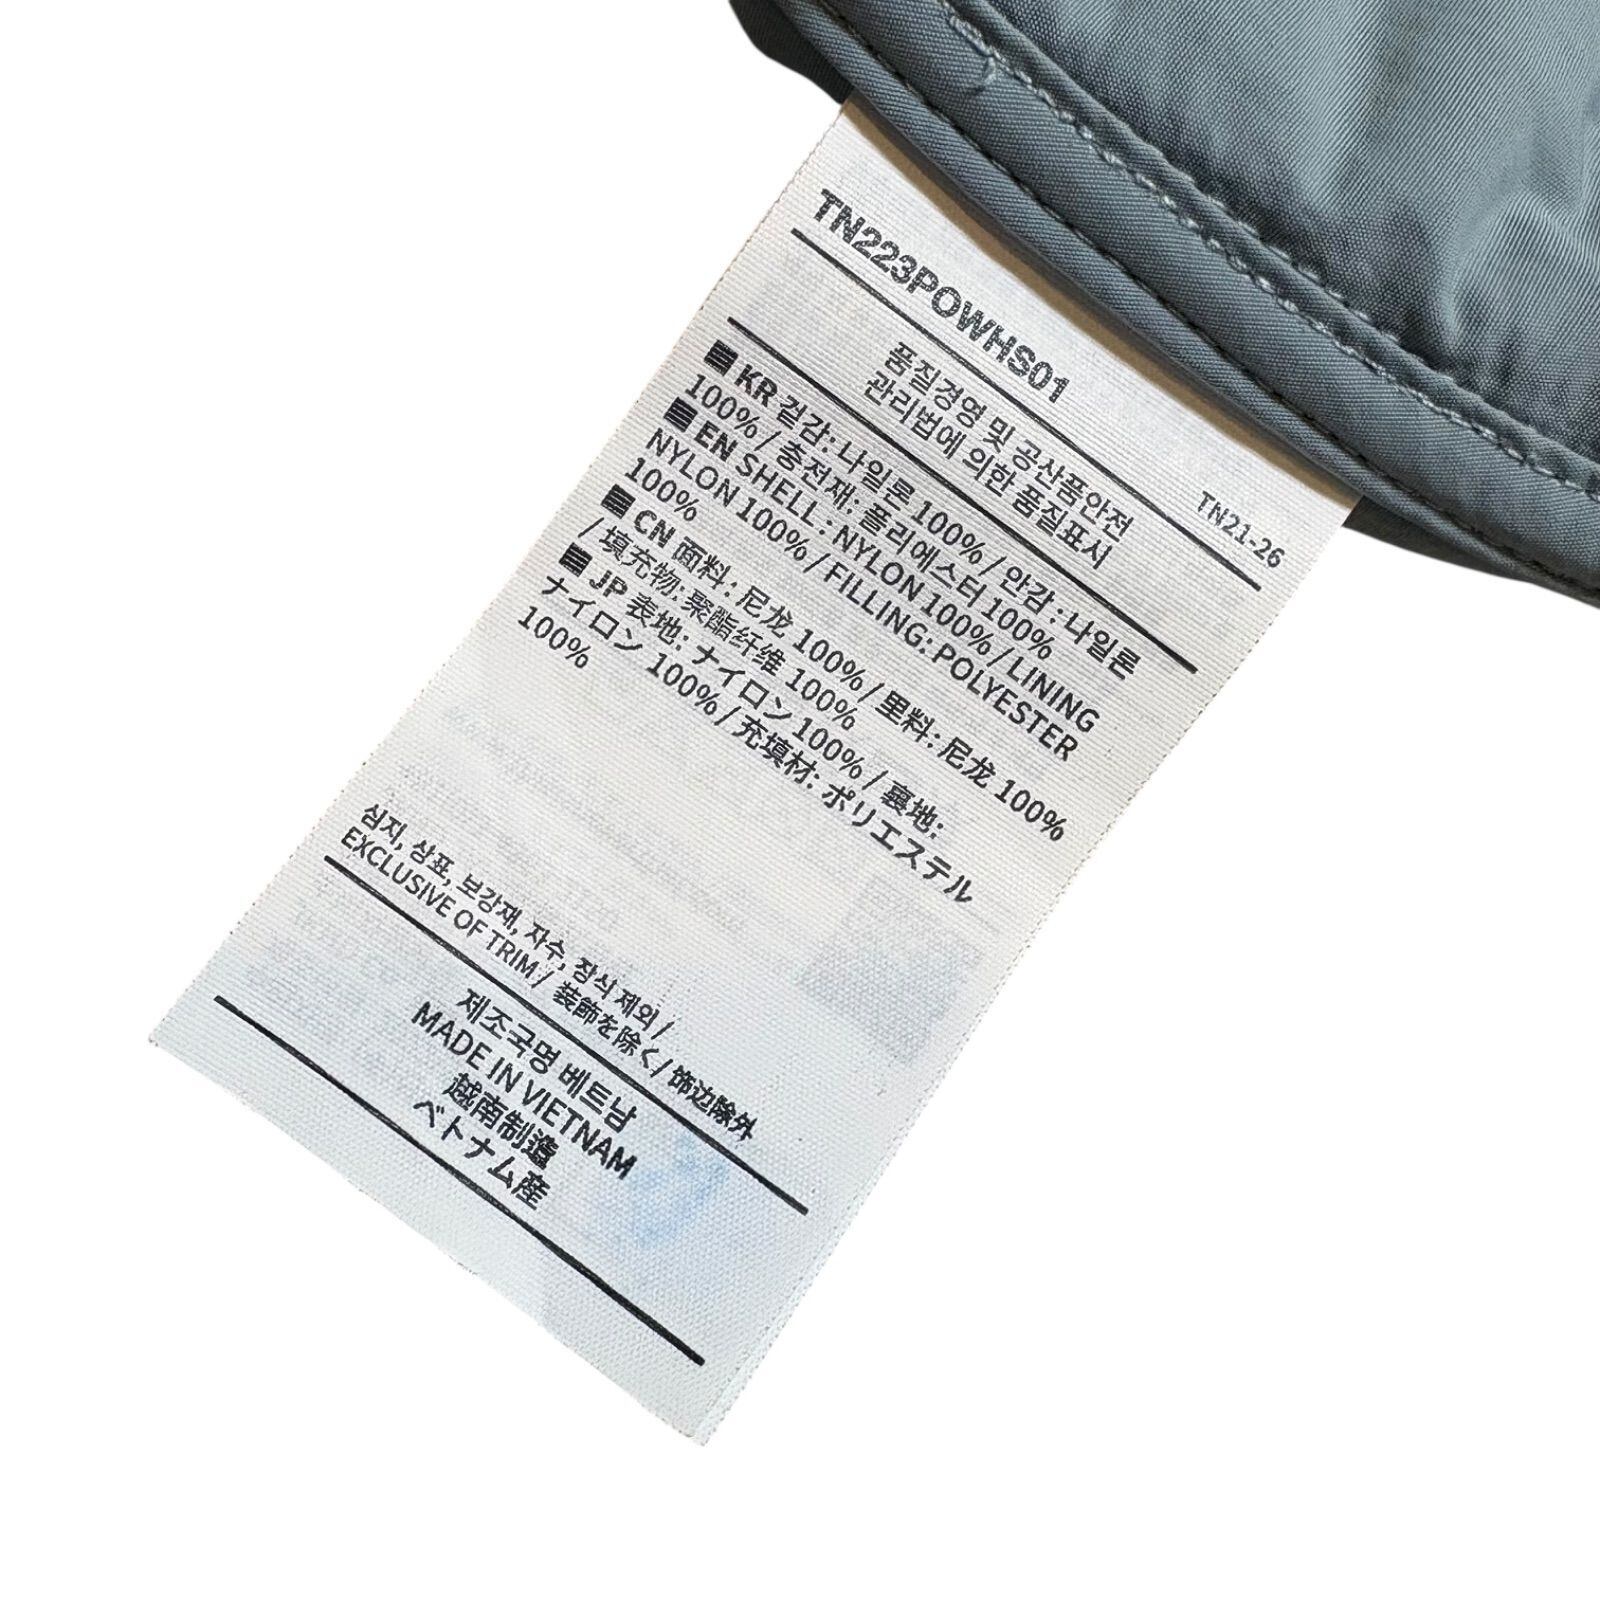 TN223POWHS01
TN21-26
품질경영 및 공산품안전
관리법에 의한 품질표시
KR 겉감: 나일론 100% / 안감: 나일론
100% / 충전재: 폴리에스터 100%
EN SHELL : NYLON 100% / LINING
NYLON 100% / FILLING: POLYESTER
100%
CN 面料: 尼龙 100% / 里料: 尼龙 100%
/ 填充物: 聚酯纤维 100%
JP 表地: ナイロン 100% / 裏地:
ナイロン 100% / 充填材: ポリエステル
100%
심지, 상표, 보강재, 자수, 장식 제외 /
EXCLUSIVE OF TRIM / 装飾を除く / 饰边除外
제조국명 베트남
MADE IN VIETNAM
越南制造
ベトナム産